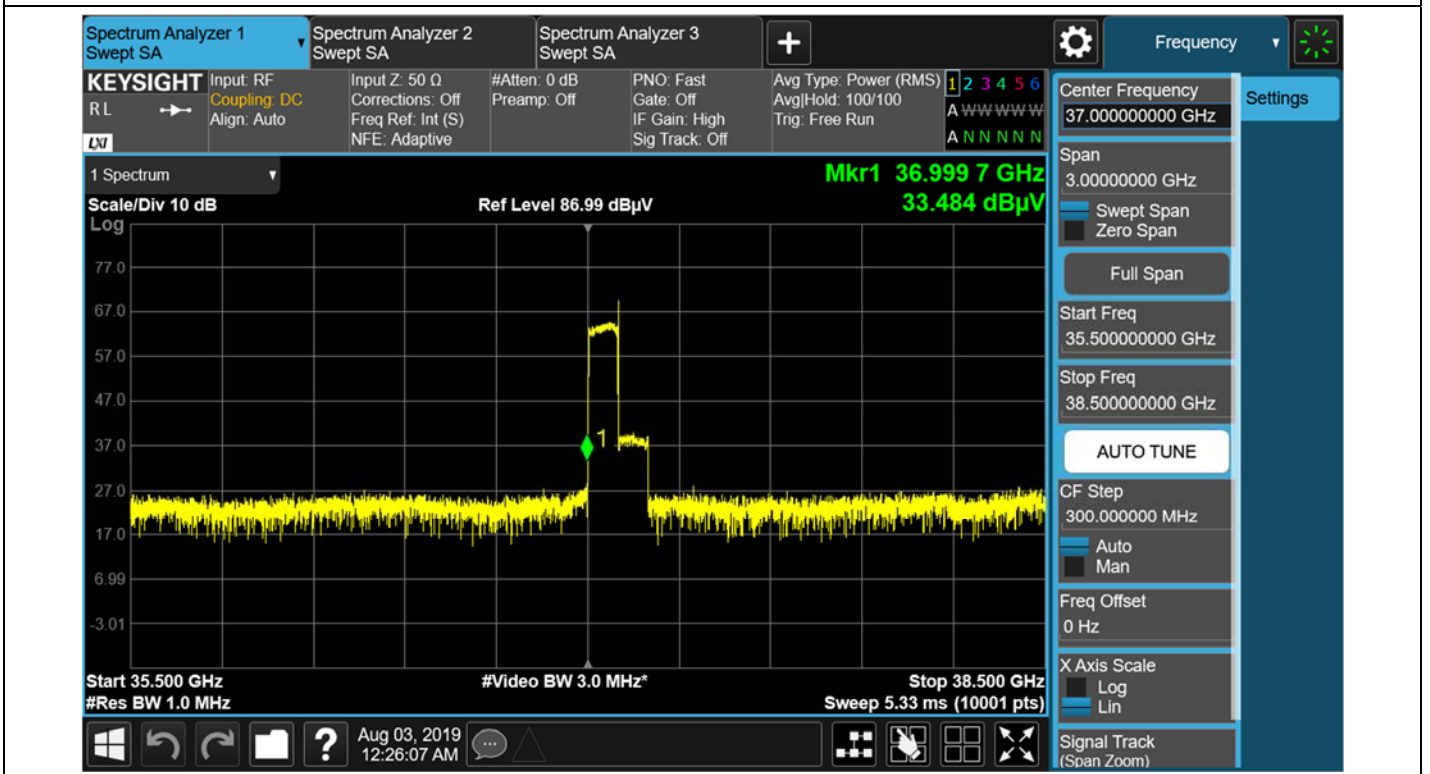 Spectrum Analyzer 1
Swept SA
Spectrum Analyzer 2
Swept SA
Spectrum Analyzer 3
Swept SA
Frequency
KEYSIGHT
RL
LXI
Input: RF
Coupling: DC
Align: Auto
Input Z: 50 Ω
Corrections: Off
Freq Ref: Int (S)
NFE: Adaptive
#Atten: 0 dB
Preamp: Off
PNO: Fast
Gate: Off
IF Gain: High
Sig Track: Off
Avg Type: Power (RMS)
Avg|Hold: 100/100
Trig: Free Run
1 2 3 4 5 6
A W W W W W
A N N N N N
1 Spectrum
Mkr1 36.999 7 GHz
33.484 dBµV
Scale/Div 10 dB
Ref Level 86.99 dBµV
Log
77.0
67.0
57.0
47.0
37.0
27.0
17.0
6.99
-3.01
1
Start 35.500 GHz
#Video BW 3.0 MHz*
Stop 38.500 GHz
#Res BW 1.0 MHz
Sweep 5.33 ms (10001 pts)
?
Aug 03, 2019
12:26:07 AM
Center Frequency
37.000000000 GHz
Settings
Span
3.00000000 GHz
Swept Span
Zero Span
Full Span
Start Freq
35.500000000 GHz
Stop Freq
38.500000000 GHz
AUTO TUNE
CF Step
300.000000 MHz
Auto
Man
Freq Offset
0 Hz
X Axis Scale
Log
Lin
Signal Track
(Span Zoom)